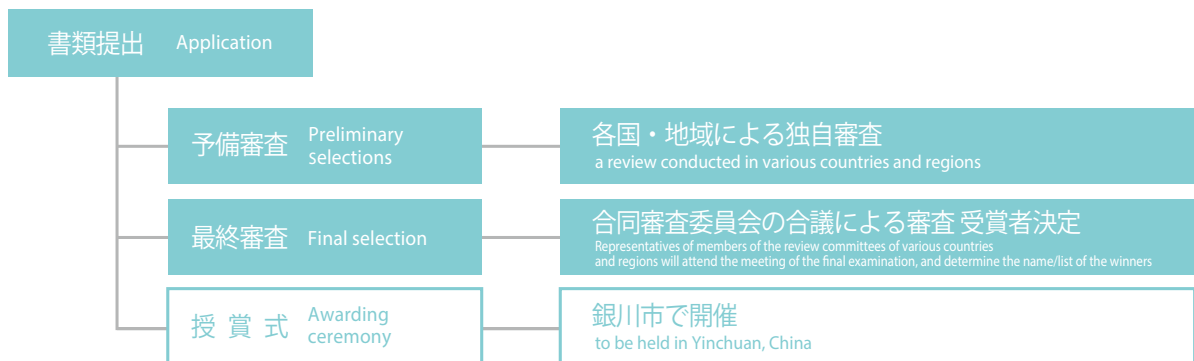 書類提出 Application
予備審査 Preliminary
selections
各国・地域による独自審査
a review conducted in various countries and regions
最終審査 Final selection
合同審査委員会の合議による審査 受賞者決定
Representatives of members of the review committees of various countries
and regions will attend the meeting of the final examination, and determine the name/list of the winners
授 賞 式 Awarding
ceremony
銀川市で開催
to be held in Yinchuan, China